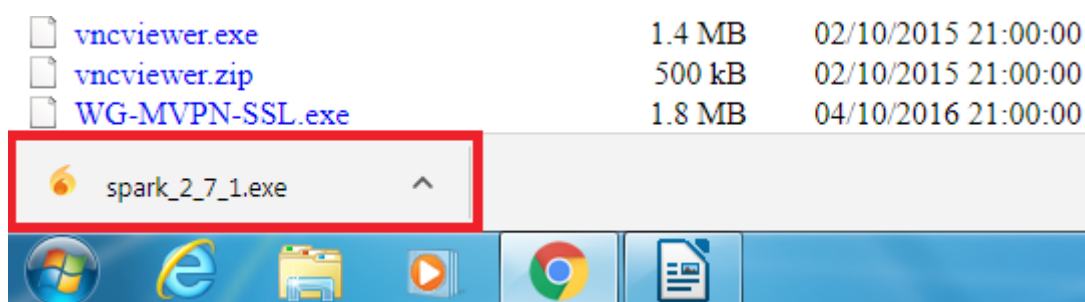 vncviewer.exe 1.4 MB 02/10/2015 21:00:00
vncviewer.zip 500 kB 02/10/2015 21:00:00
WG-MVPN-SSL.exe 1.8 MB 04/10/2016 21:00:00
spark_2_7_1.exe